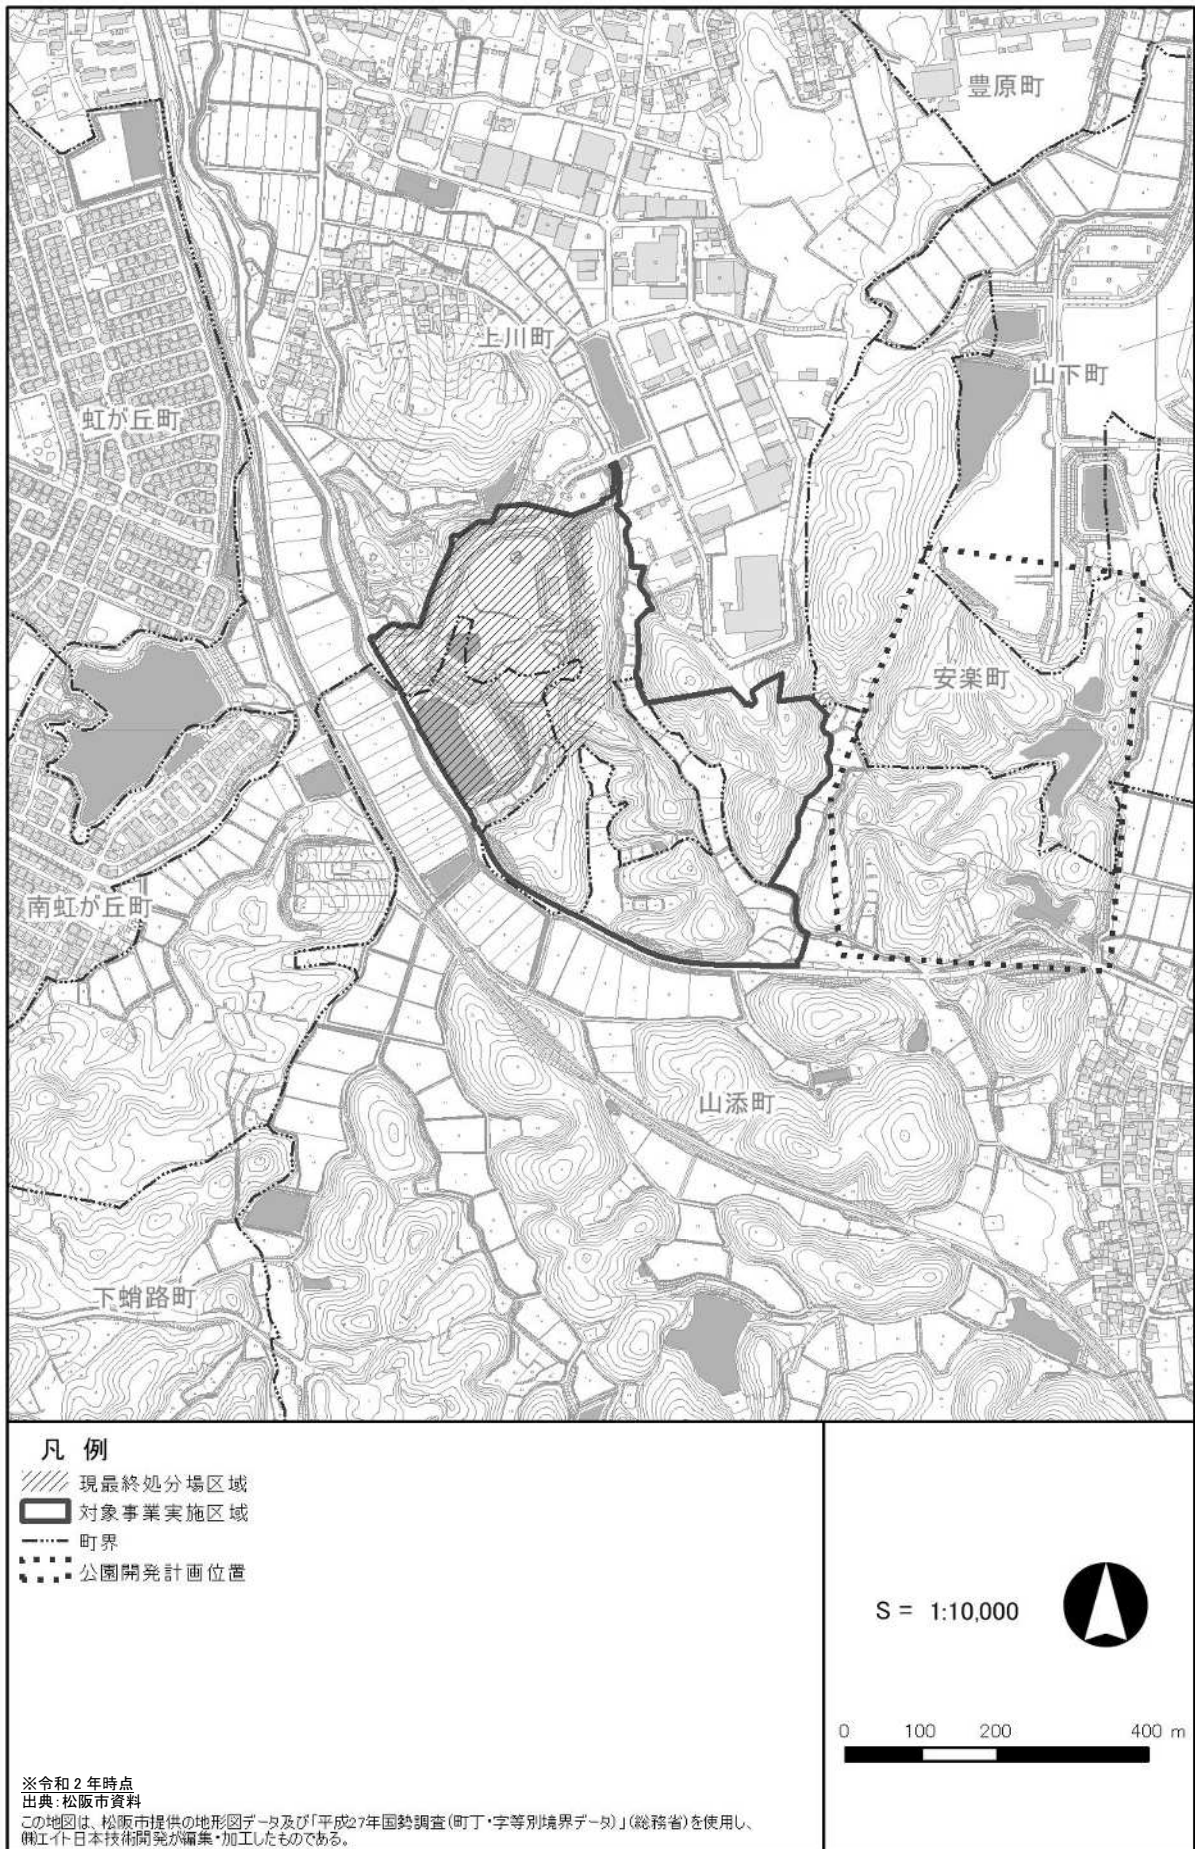 豊原町
上川町
山下町
虹が丘町
安楽町
南虹が丘町
山添町
下蛸路町
凡 例
現最終処分場区域
対象事業実施区域
町界
公園開発計画位置
S = 1:10,000
0 100 200 400 m
※令和2年時点
出典:松阪市資料
この地図は、松阪市提供の地形図データ及び「平成27年国勢調査(町丁・字等別境界データ)」(総務省)を使用し、
㈱エイト日本技術開発が編集・加工したものである。